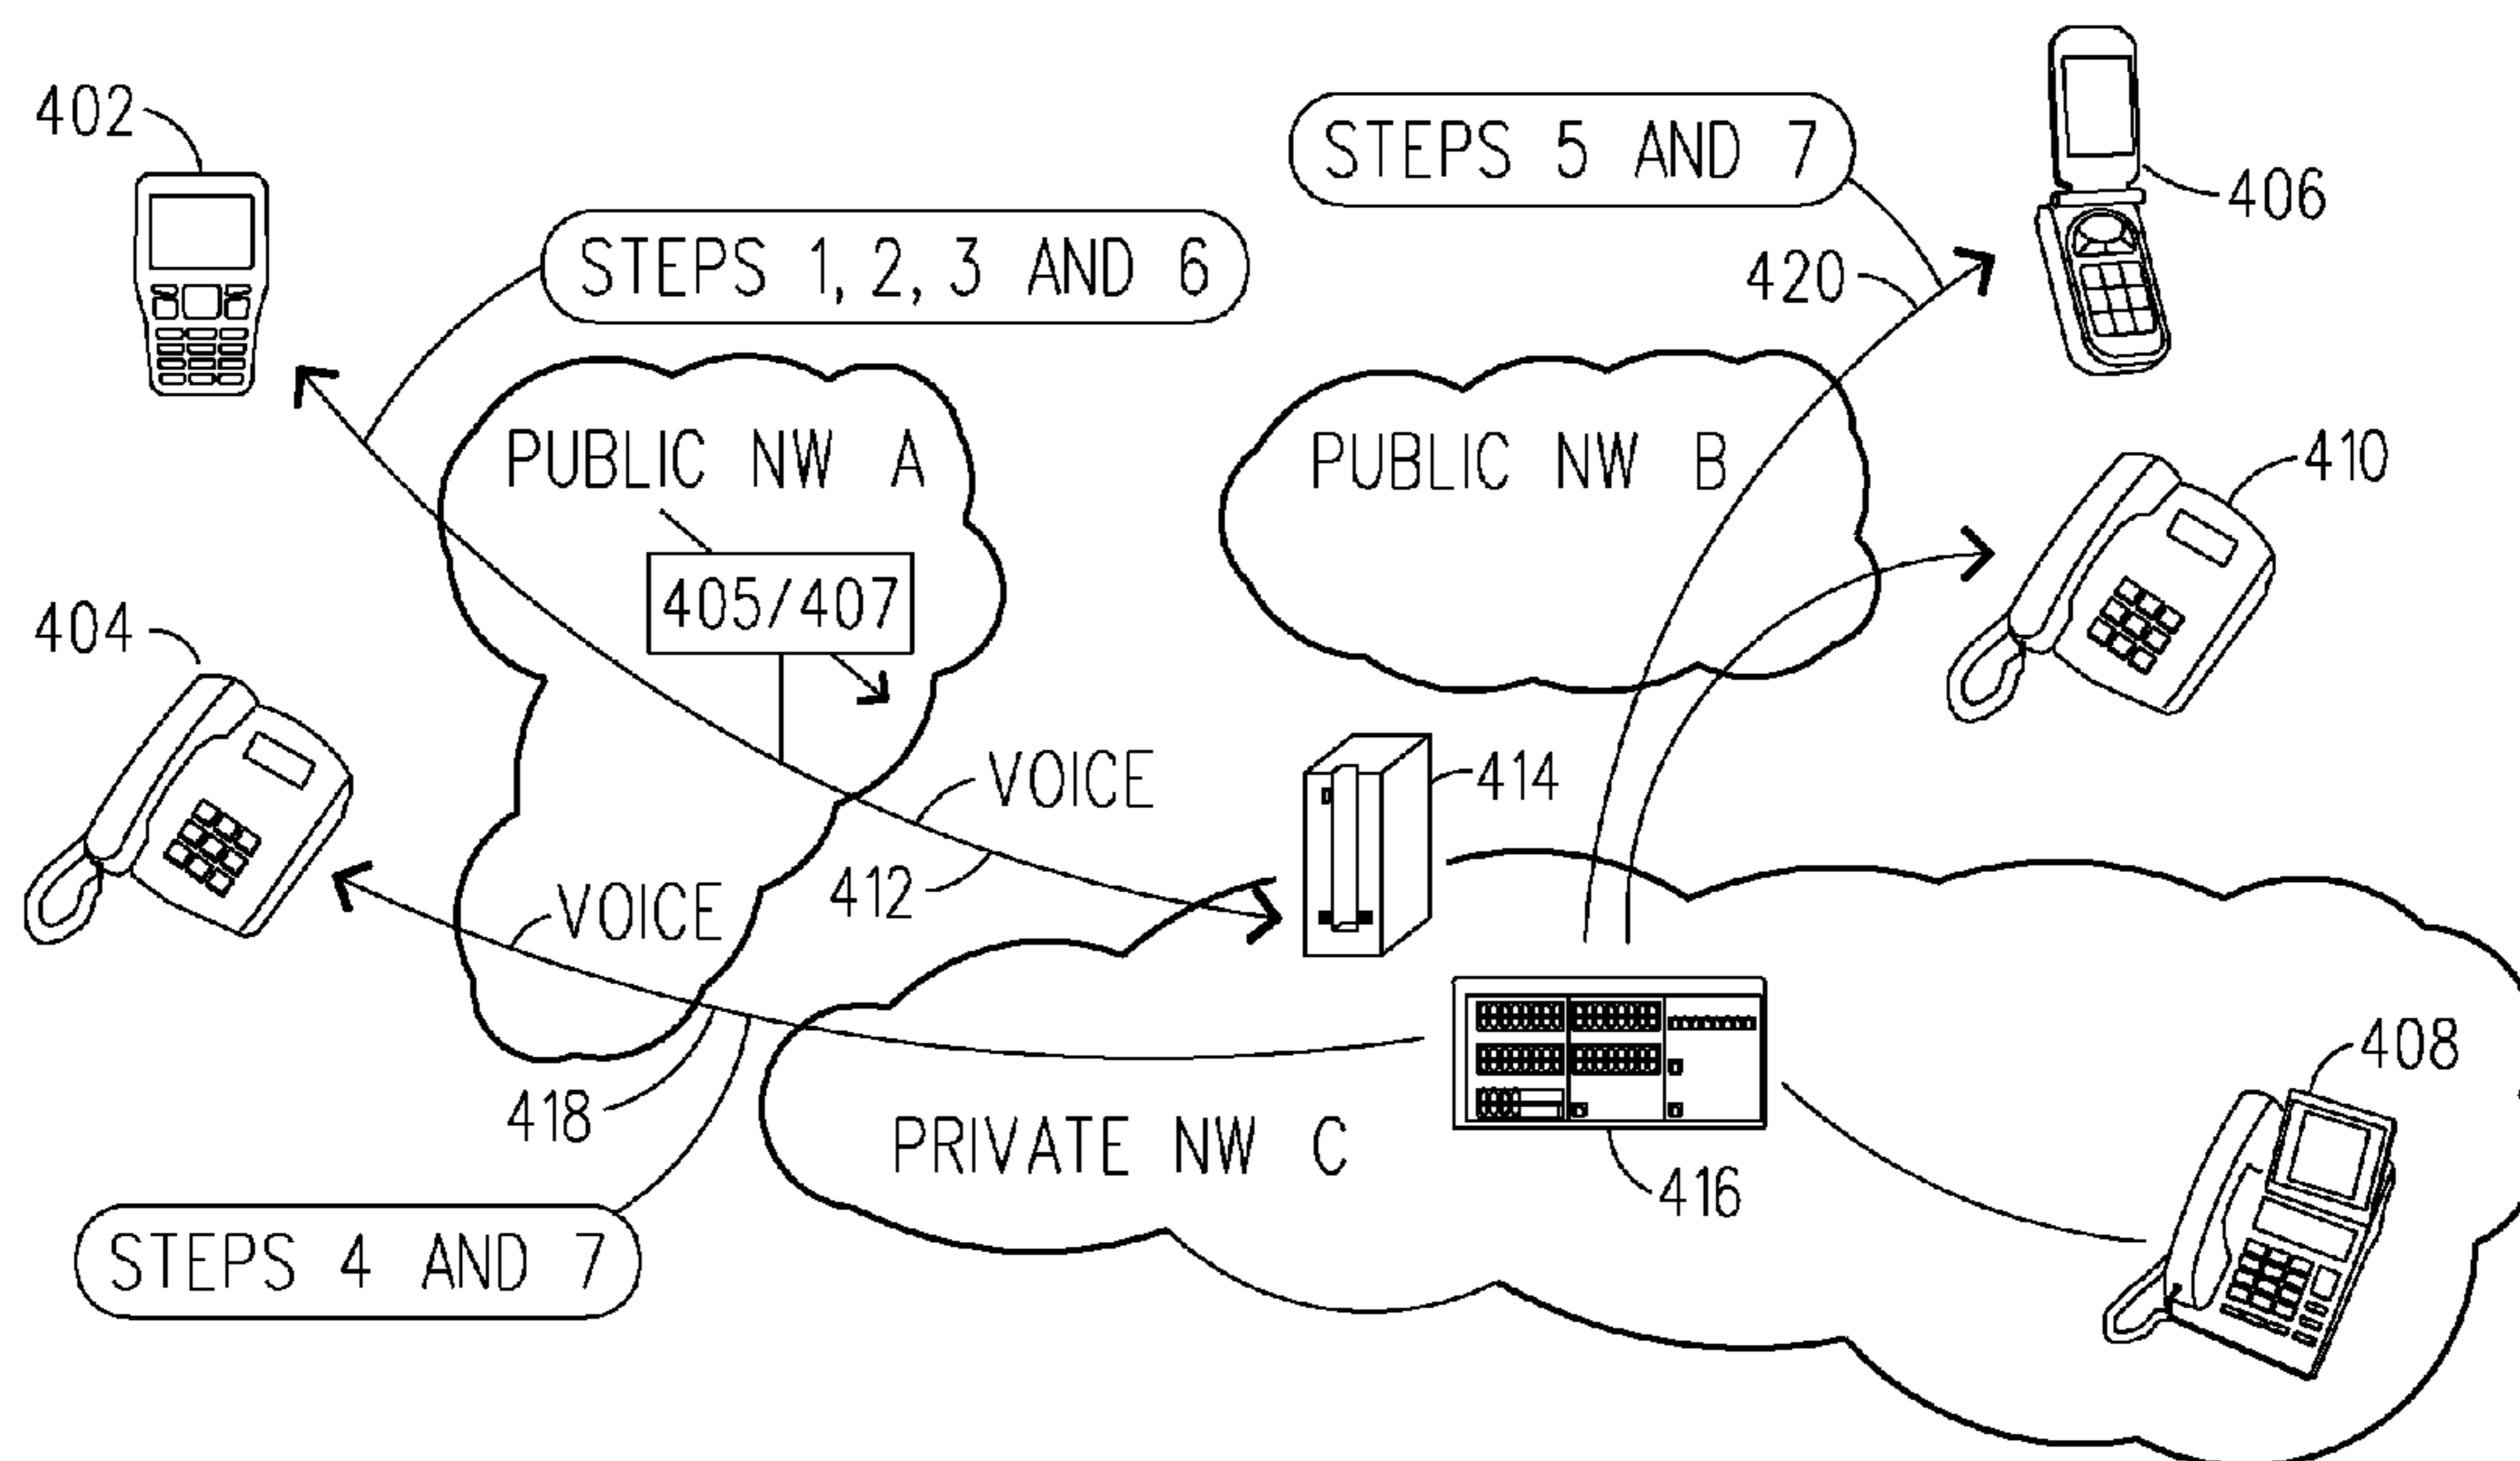 402
STEPS 5 AND 7
406
STEPS 1, 2, 3 AND 6
420
PUBLIC NW A
PUBLIC NW B
410
405/407
404
VOICE
414
412
VOICE
408
418
PRIVATE NW C
416
STEPS 4 AND 7